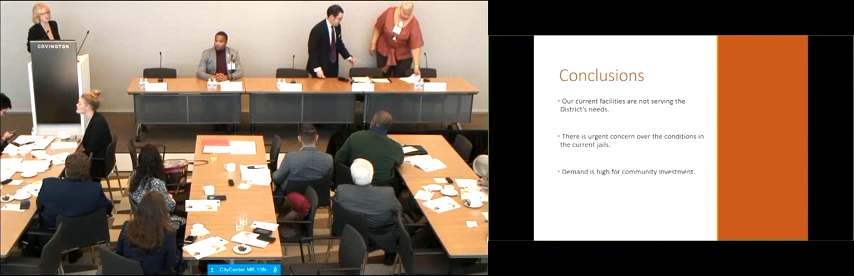 COVINGTON
Conclusions
• Our current facilities are not serving the
District's needs.
• There is urgent concern over the conditions in
the current jails.
• Demand is high for community investment.
CityCenter MR. 10N